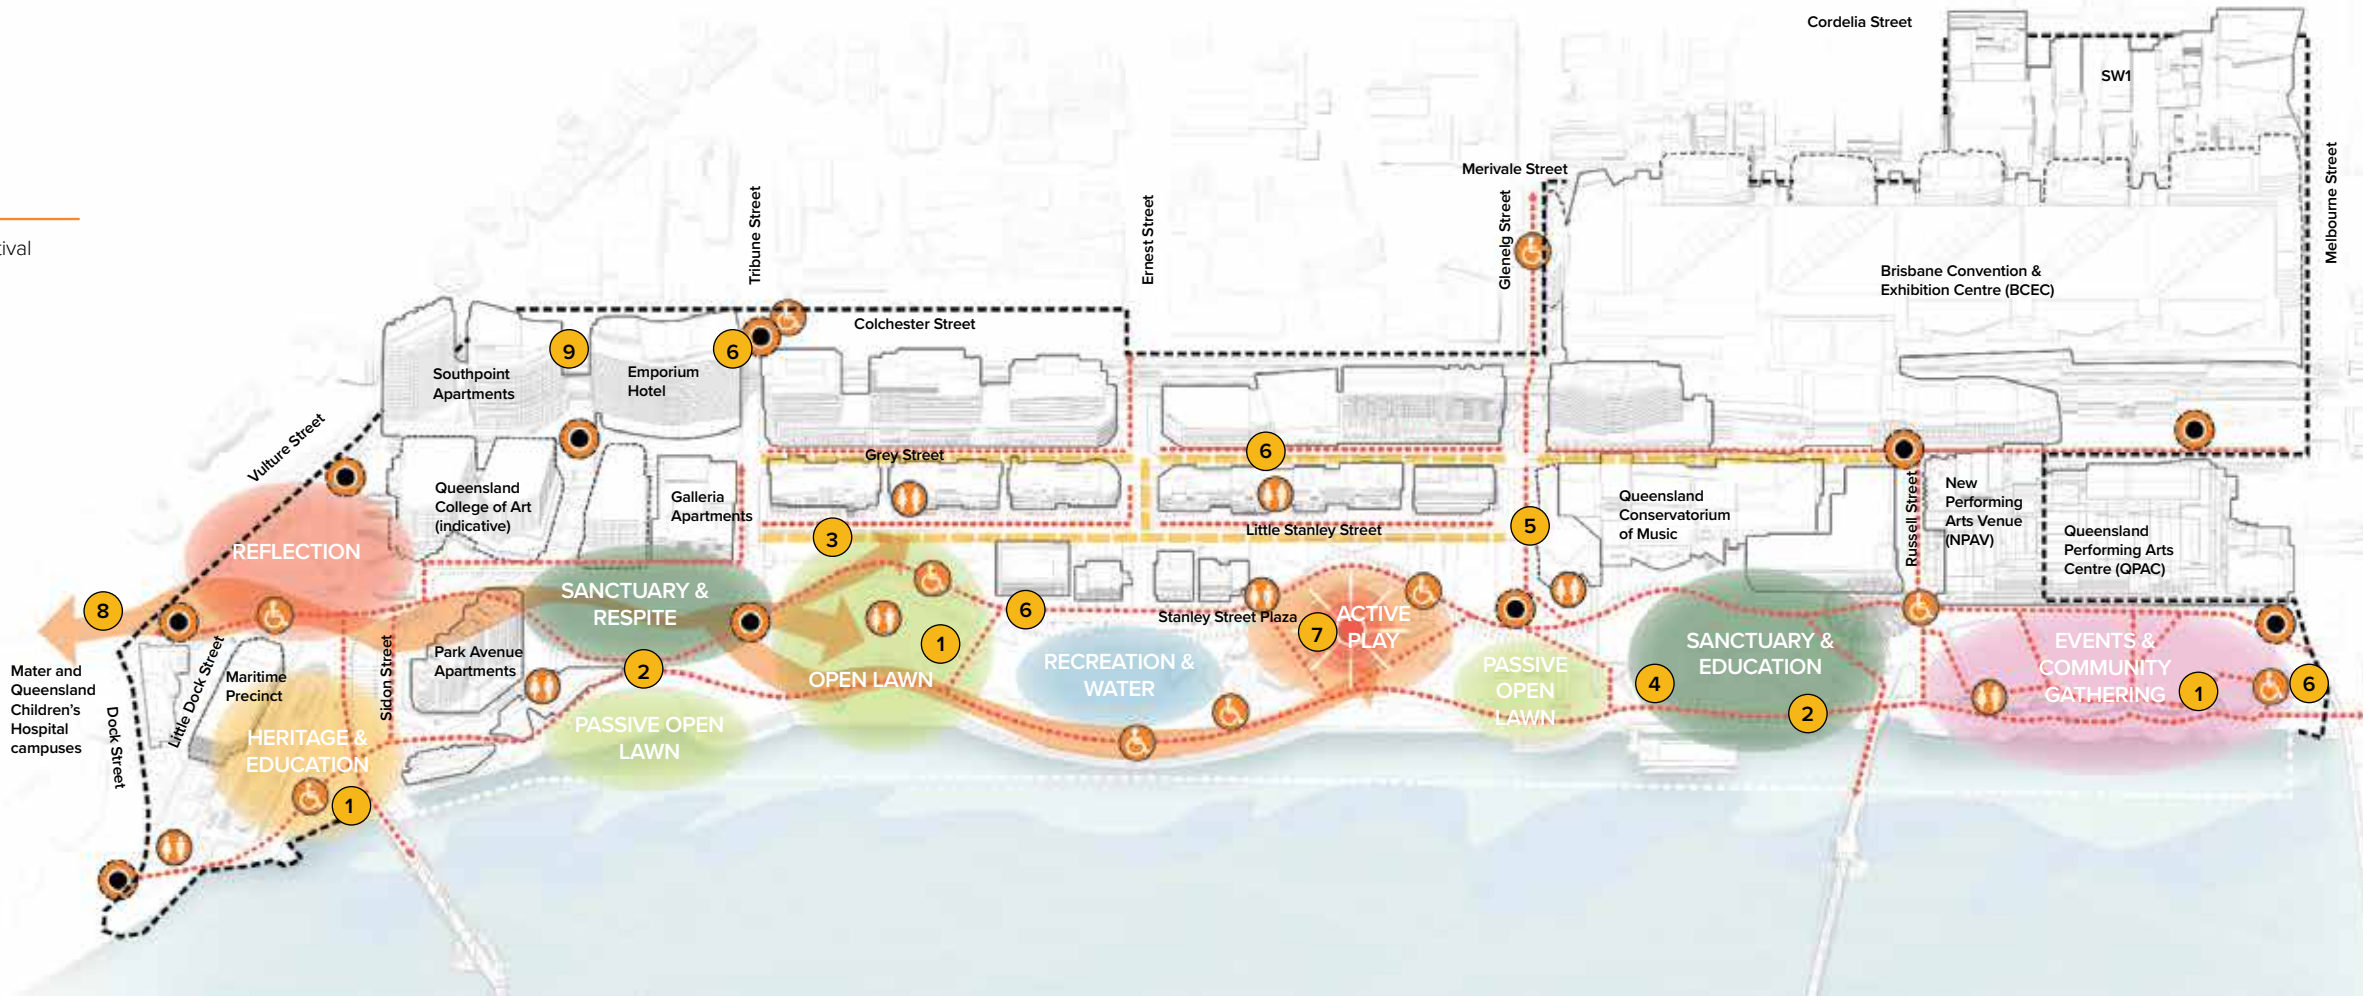 Cordelia Street
SW1
Melbourne Street
Merivale Street
Glenelg Street
Ernest Street
Tribune Street
tival
Brisbane Convention &
Exhibition Centre (BCEC)
Colchester Street
9
6
Southpoint
Apartments
Emporium
Hotel
Vulture Street
Grey Street
6
Queensland
College of Art
(indicative)
Galleria
Apartments
Queensland
Conservatorium
of Music
Russell Street
New
Performing
Arts Venue
(NPAV)
Queensland
Performing Arts
Centre (QPAC)
3
Little Stanley Street
5
REFLECTION
SANCTUARY &
RESPITE
8
6
Stanley Street Plaza
7
ACTIVE
PLAY
1
2
OPEN LAWN
RECREATION &
WATER
PASSIVE
OPEN
LAWN
SANCTUARY &
EDUCATION
4
2
EVENTS &
COMMUNITY
GATHERING
1
6
Mater and
Queensland
Children's
Hospital
campuses
Dock Street
Little Dock Street
Maritime
Precinct
Sidon Street
Park Avenue
Apartments
HERITAGE &
EDUCATION
1
PASSIVE OPEN
LAWN